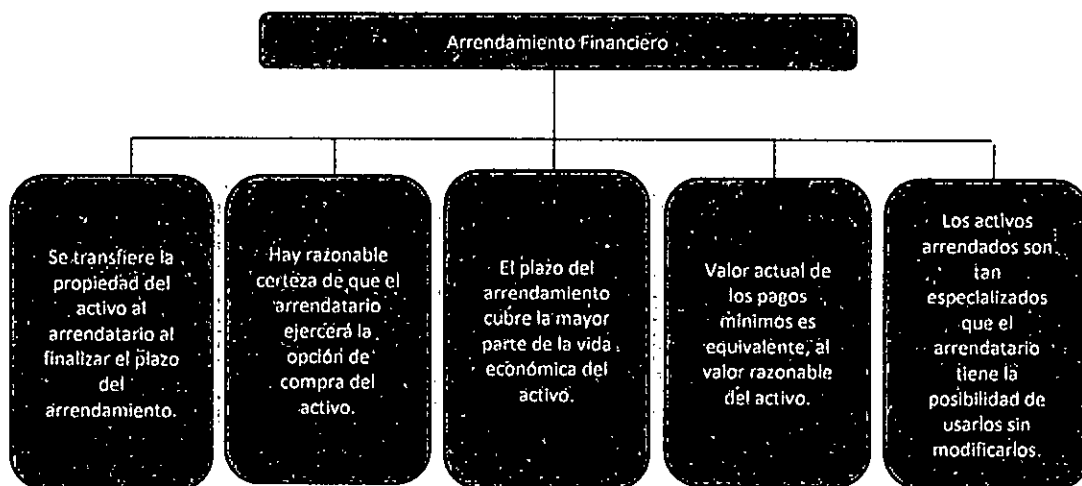 Arrendamiento Financiero
Se transfiere la
propiedad del
activo al
arrendatario al
finalizar el plazo
del
arrendamiento.
Hay razonable
certeza de que el
arrendatario
ejercerá la
opción de
compra del
activo.
El plazo del
arrendamiento
cubre la mayor
parte de la vida
económica del
activo.
Valor actual de
los pagos
mínimos es
equivalente, al
valor razonable
del activo.
Los activos
arrendados son
tan
especializados
que el
arrendatario
tiene la
posibilidad de
usarlos sin
modificarlos.